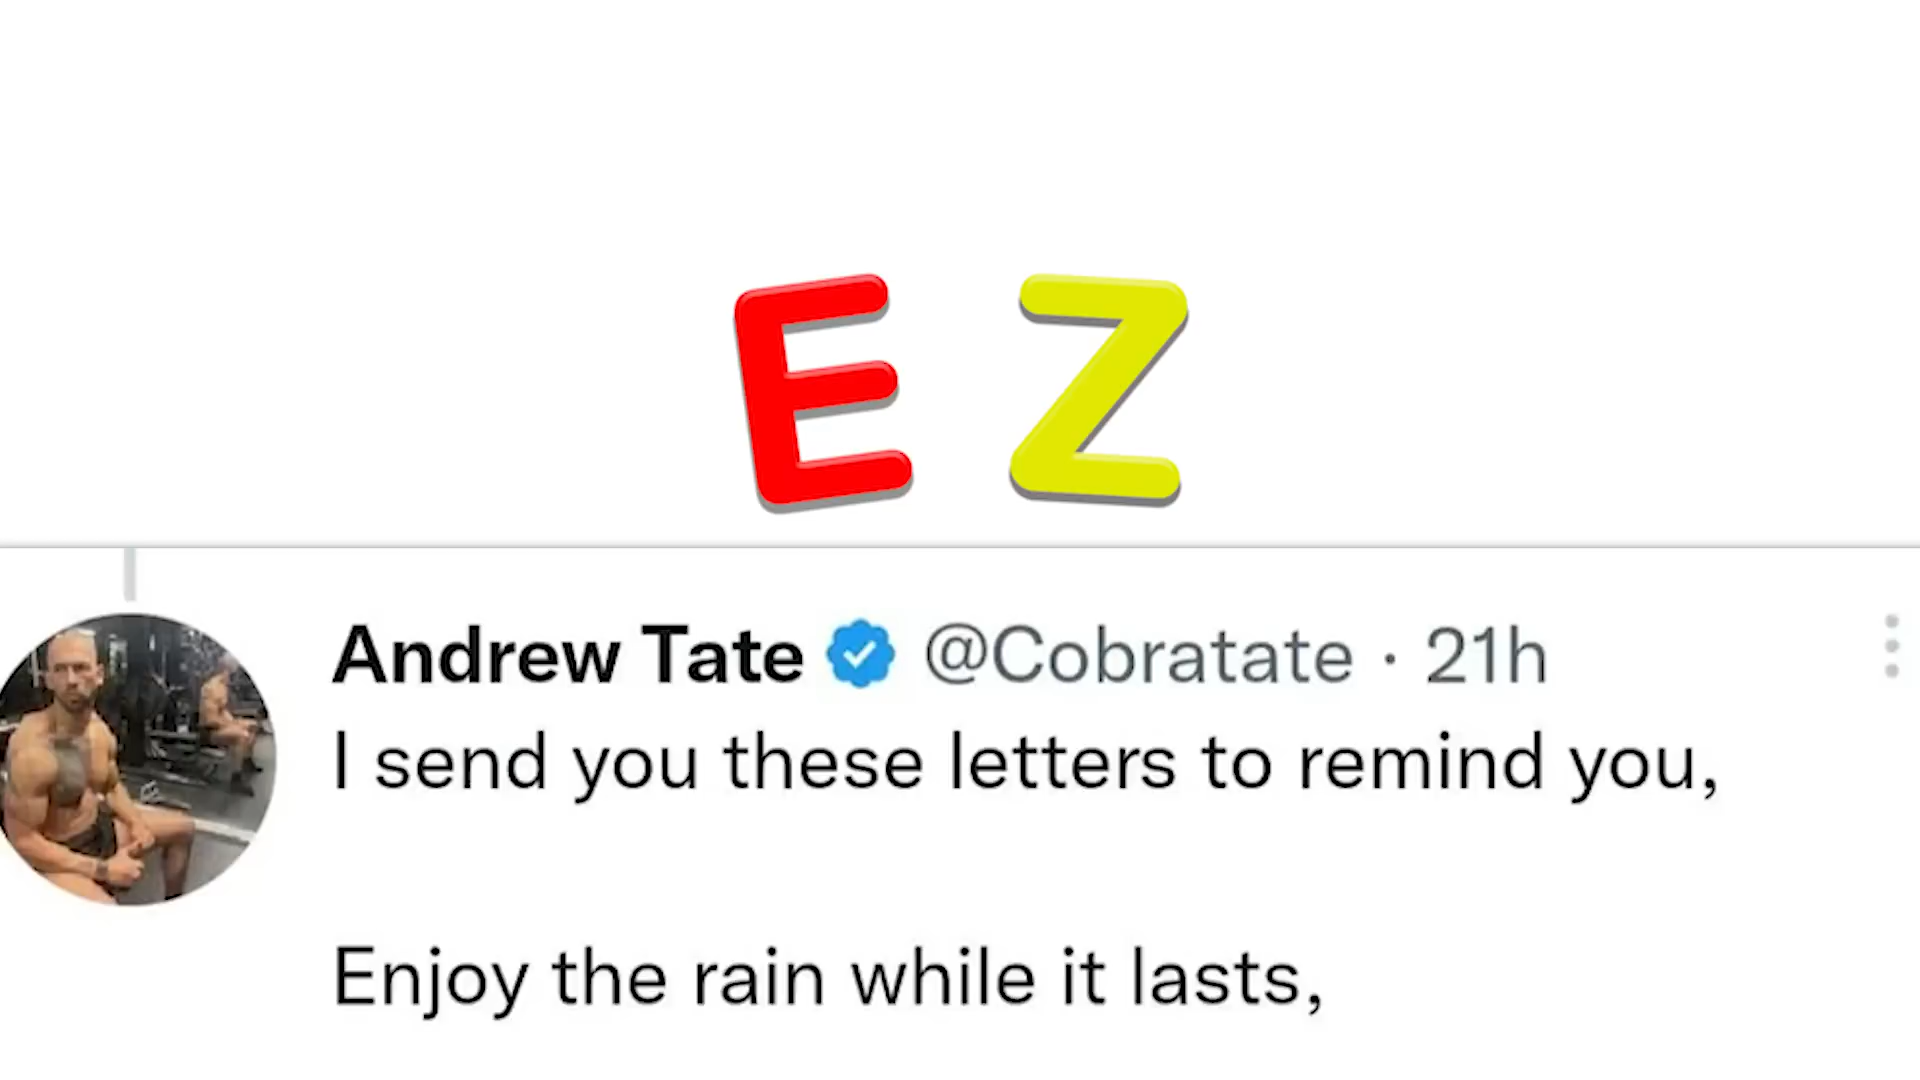 E Z
Andrew Tate @Cobratate · 21h
I send you these letters to remind you,
Enjoy the rain while it lasts,